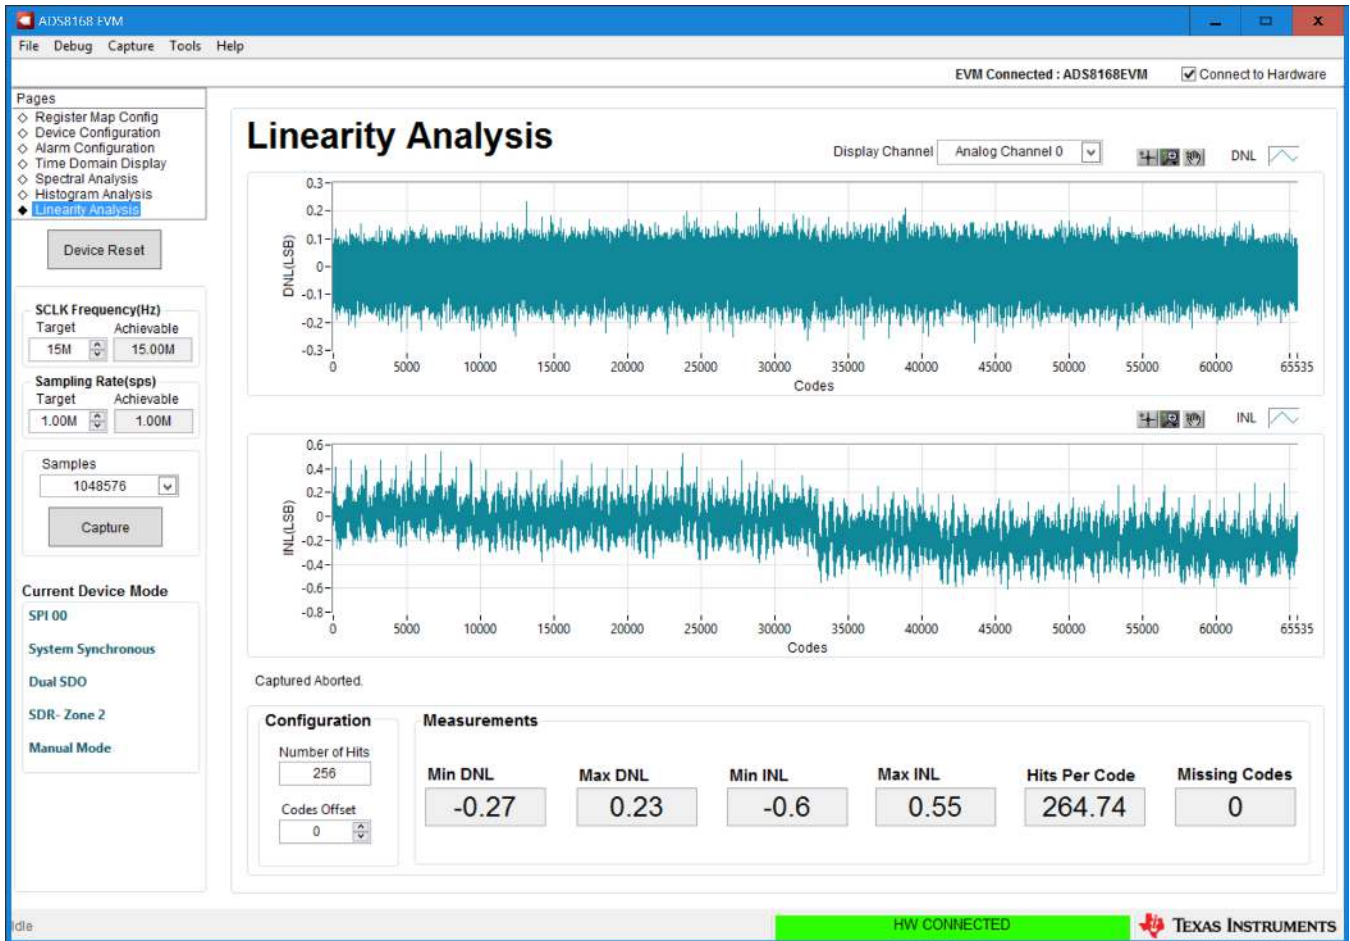 ADS8168 EVM
File Debug Capture Tools Help
EVM Connected : ADS8168EVM Connect to Hardware
Pages
Register Map Config
Device Configuration
Alarm Configuration
Time Domain Display
Spectral Analysis
Histogram Analysis
Linearity Analysis
Device Reset
SCLK Frequency(Hz)
Target Achievable
15M 15.00M
Sampling Rate(sps)
Target Achievable
1.00M 1.00M
Samples
1048576
Capture
Current Device Mode
SPI 00
System Synchronous
Dual SDO
SDR- Zone 2
Manual Mode
Linearity Analysis
Display Channel Analog Channel 0 DNL
0.3
0.2
0.1
0
-0.1
-0.2
-0.3
DNL(LSB)
0 5000 10000 15000 20000 25000 30000 35000 40000 45000 50000 55000 60000 65535
Codes
INL
0.6
0.4
0.2
0
-0.2
-0.4
-0.6
-0.8
INL(LSB)
0 5000 10000 15000 20000 25000 30000 35000 40000 45000 50000 55000 60000 65535
Codes
Captured Aborted.
Configuration
Number of Hits
256
Codes Offset
0
Measurements
Min DNL Max DNL Min INL Max INL Hits Per Code Missing Codes
-0.27 0.23 -0.6 0.55 264.74 0
Idle HW CONNECTED TEXAS INSTRUMENTS